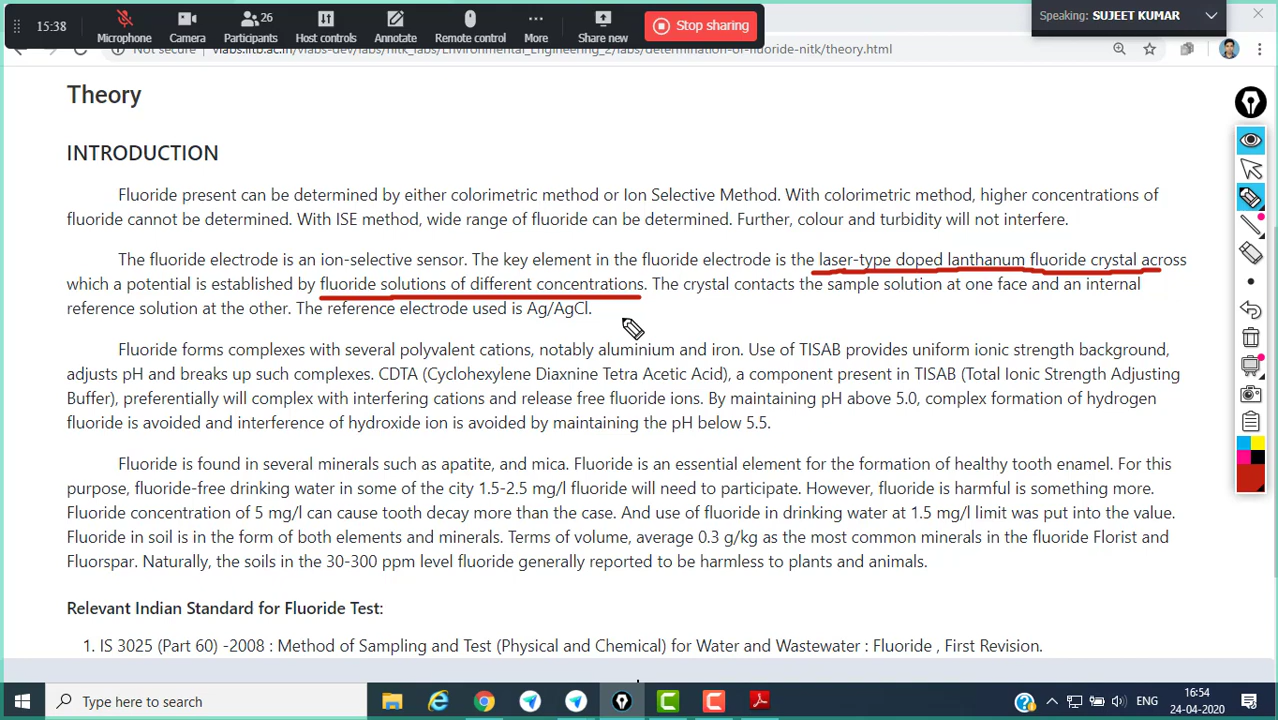 15:38
Microphone
Camera
26
Participants
Host controls
Annotate
Remote control
More
Share new
Stop sharing
Speaking: SUJEET KUMAR
Not secure vlabs.iitb.ac.in/vlabs-dev/nitk_labs/Environmental_Engineering_2/labs/determination-of-fluoride-nitk/theory.html
Theory
INTRODUCTION
Fluoride present can be determined by either colorimetric method or Ion Selective Method. With colorimetric method, higher concentrations of
fluoride cannot be determined. With ISE method, wide range of fluoride can be determined. Further, colour and turbidity will not interfere.
The fluoride electrode is an ion-selective sensor. The key element in the fluoride electrode is the laser-type doped lanthanum fluoride crystal across
which a potential is established by fluoride solutions of different concentrations. The crystal contacts the sample solution at one face and an internal
reference solution at the other. The reference electrode used is Ag/AgCl.
Fluoride forms complexes with several polyvalent cations, notably aluminium and iron. Use of TISAB provides uniform ionic strength background,
adjusts pH and breaks up such complexes. CDTA (Cyclohexylene Diaxnine Tetra Acetic Acid), a component present in TISAB (Total Ionic Strength Adjusting
Buffer), preferentially will complex with interfering cations and release free fluoride ions. By maintaining pH above 5.0, complex formation of hydrogen
fluoride is avoided and interference of hydroxide ion is avoided by maintaining the pH below 5.5.
Fluoride is found in several minerals such as apatite, and mica. Fluoride is an essential element for the formation of healthy tooth enamel. For this
purpose, fluoride-free drinking water in some of the city 1.5-2.5 mg/l fluoride will need to participate. However, fluoride is harmful is something more.
Fluoride concentration of 5 mg/l can cause tooth decay more than the case. And use of fluoride in drinking water at 1.5 mg/l limit was put into the value.
Fluoride in soil is in the form of both elements and minerals. Terms of volume, average 0.3 g/kg as the most common minerals in the fluoride Florist and
Fluorspar. Naturally, the soils in the 30-300 ppm level fluoride generally reported to be harmless to plants and animals.
Relevant Indian Standard for Fluoride Test:
1. IS 3025 (Part 60) -2008 : Method of Sampling and Test (Physical and Chemical) for Water and Wastewater : Fluoride , First Revision.
Type here to search
ENG
16:54
24-04-2020